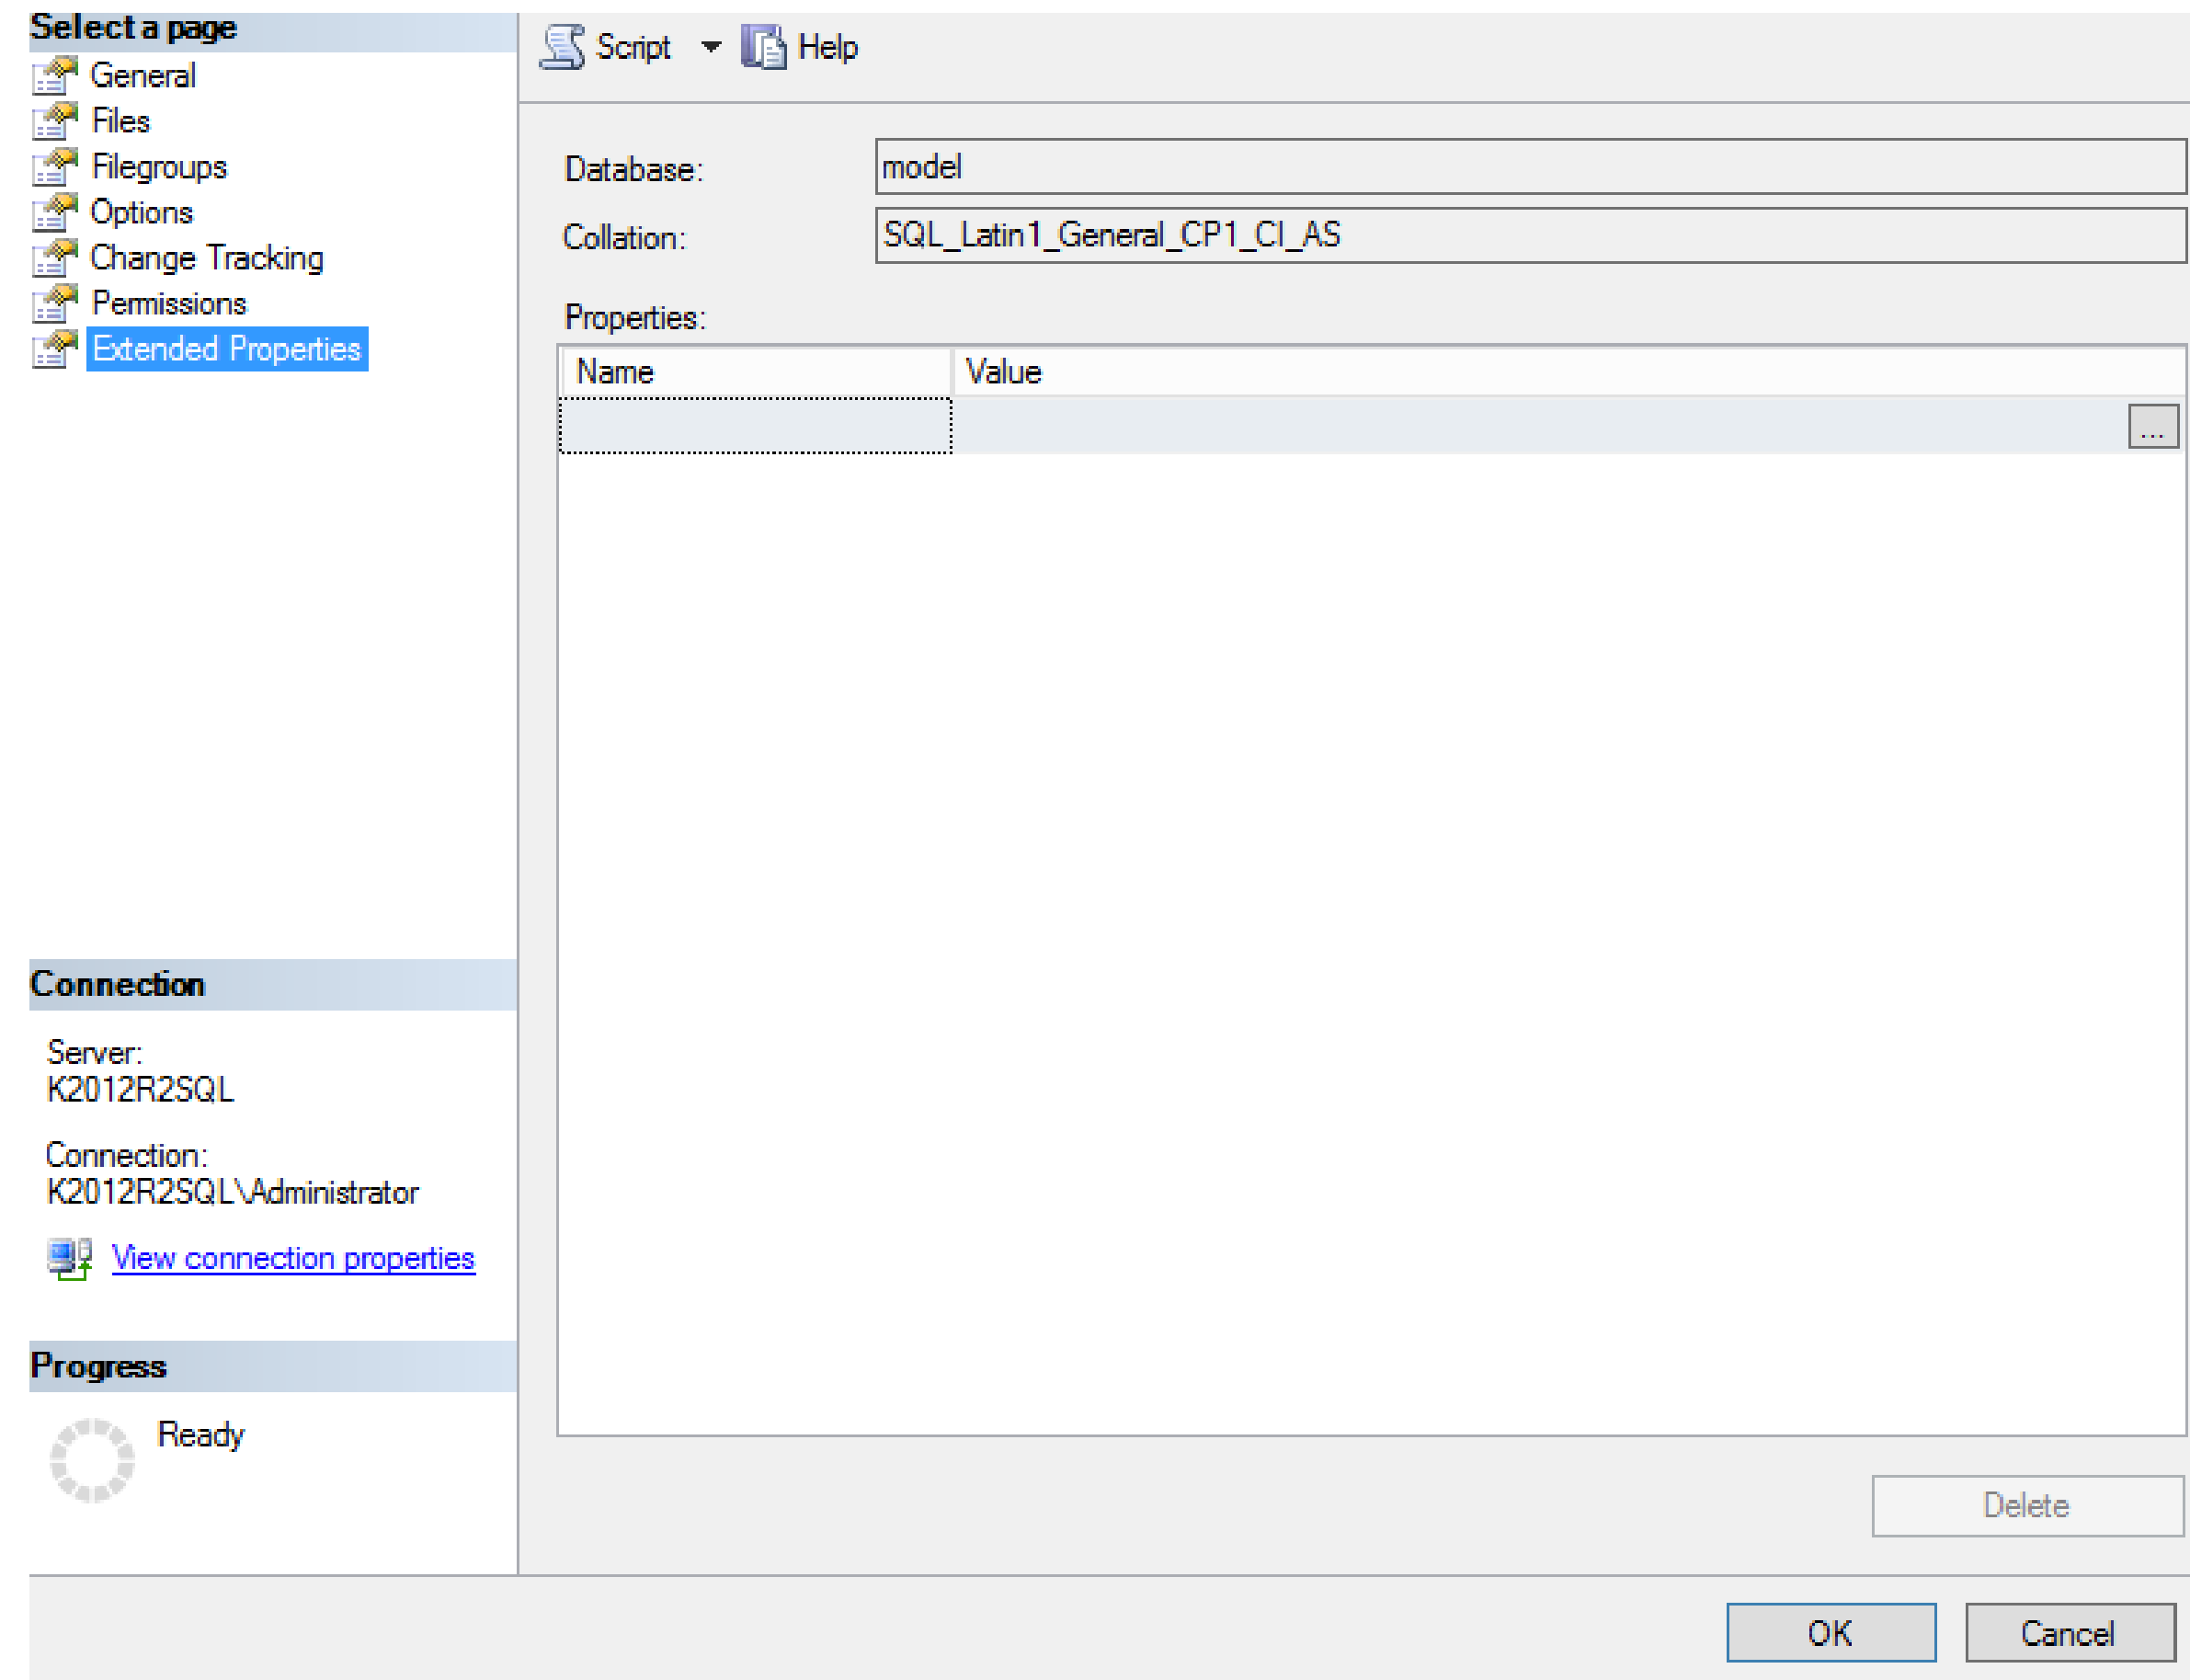 Select a page
General
Files
Filegroups
Options
Change Tracking
Permissions
Extended Properties
Connection
Server:
K2012R2SQL
Connection:
K2012R2SQL\Administrator
View connection properties
Progress
Ready
Script Help
Database: model
Collation: SQL_Latin1_General_CP1_CI_AS
Properties:
Name Value
...
Delete
OK Cancel